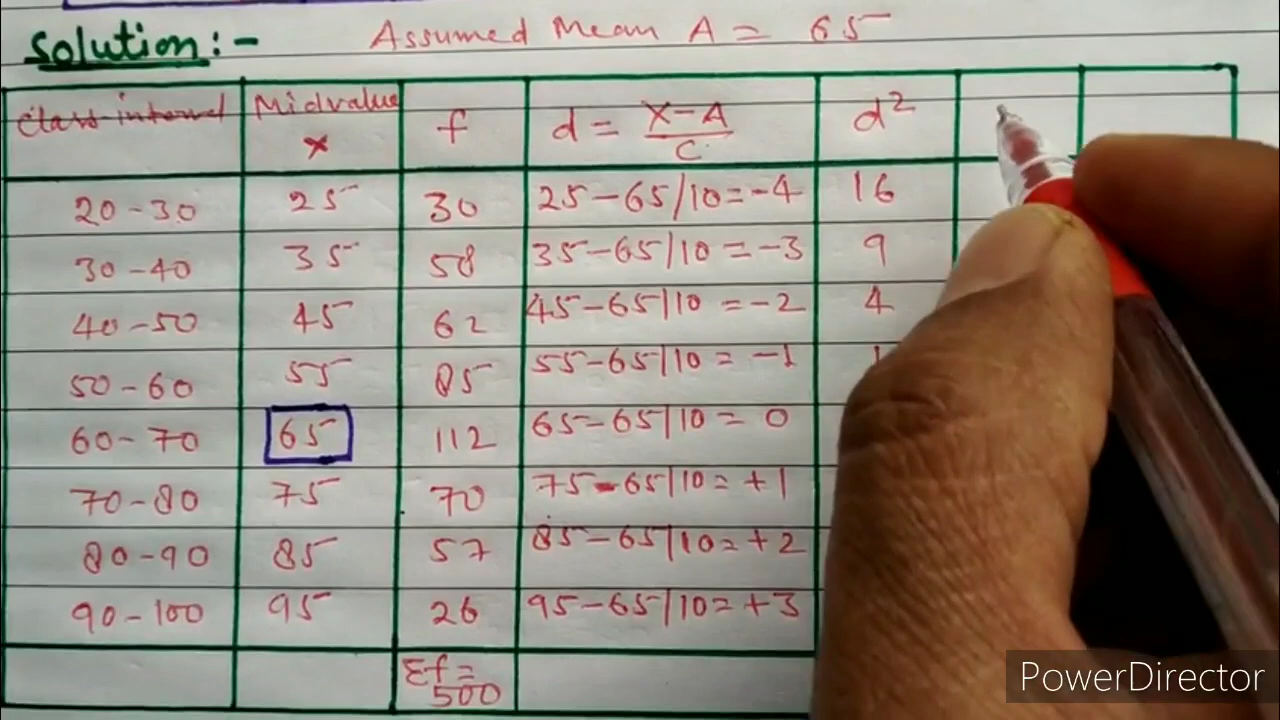 Solution:- Assumed Mean A = 65
Class interval Midvalue x f d = X-A/C d²
20-30 25 30 25-65/10=-4 16
30-40 35 58 35-65/10=-3 9
40-50 45 62 45-65/10=-2 4
50-60 55 85 55-65/10=-1 1
60-70 65 112 65-65/10=0
70-80 75 70 75-65/10=+1
80-90 85 57 85-65/10=+2
90-100 95 26 95-65/10=+3
Σf=
500
PowerDirector